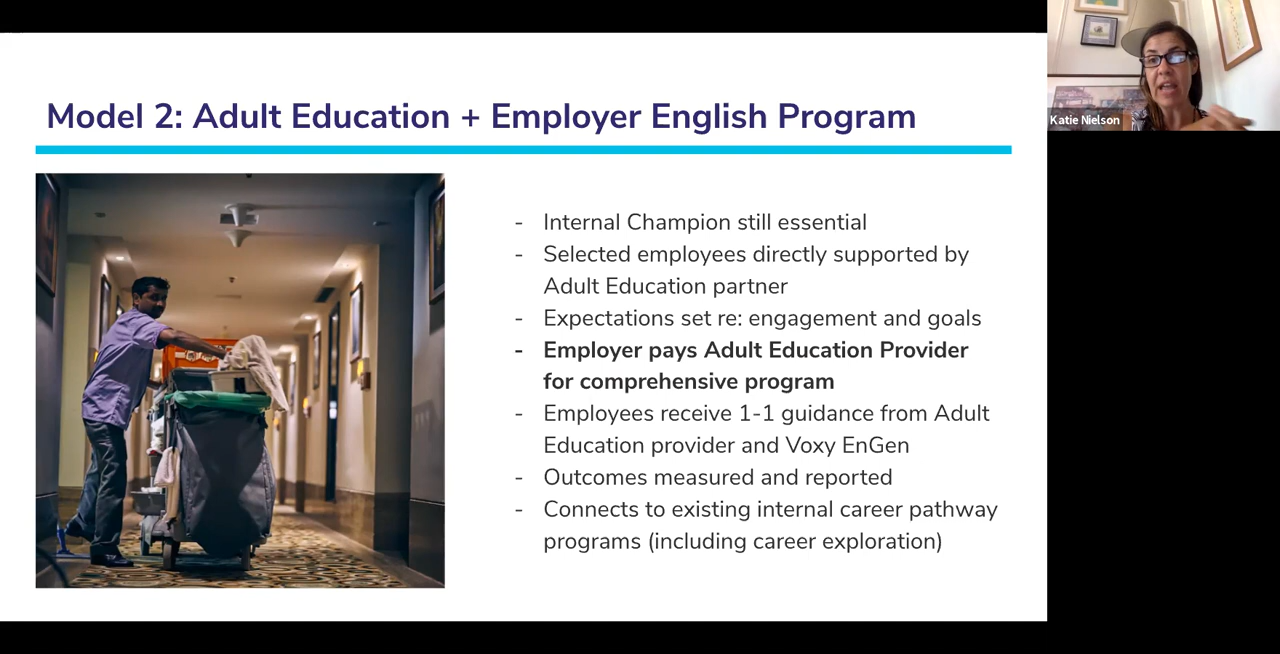 Model 2: Adult Education + Employer English Program
- Internal Champion still essential
- Selected employees directly supported by
Adult Education partner
- Expectations set re: engagement and goals
- Employer pays Adult Education Provider
for comprehensive program
- Employees receive 1-1 guidance from Adult
Education provider and Voxy EnGen
- Outcomes measured and reported
- Connects to existing internal career pathway
programs (including career exploration)
Katie Nielson